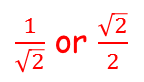 1/√2 or √2/2